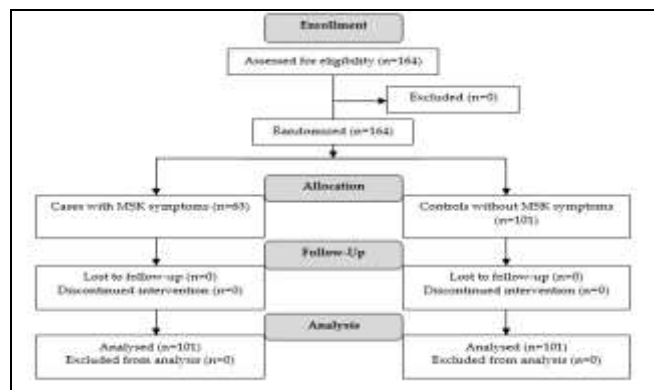 Enrollment
Assessed for eligibility (n=164)
Excluded (n=0)
Randomized (n=164)
Allocation
Cases with MSK symptoms (n=63)
Controls without MSK symptoms
(n=101)
Follow-Up
Lost to follow-up (n=0)
Discontinued intervention (n=0)
Lost to follow-up (n=0)
Discontinued intervention (n=0)
Analysis
Analysed (n=101)
Excluded from analysis (n=0)
Analysed (n=101)
Excluded from analysis (n=0)